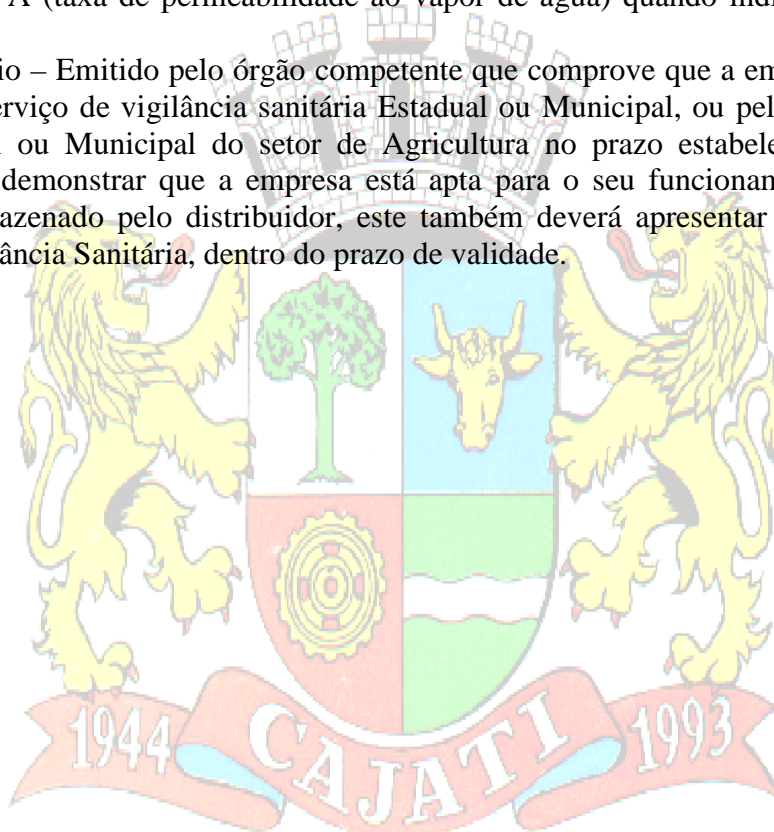 A (taxa de permeabilidade ao vapor de água) quando indi
io – Emitido pelo órgão competente que comprove que a em
erviço de vigilância sanitária Estadual ou Municipal, ou pel
ou Municipal do setor de Agricultura no prazo estabele
demonstrar que a empresa está apta para o seu funcionan
azenado pelo distribuidor, este também deverá apresentar
ância Sanitária, dentro do prazo de validade.
1944 CAJATI 1993